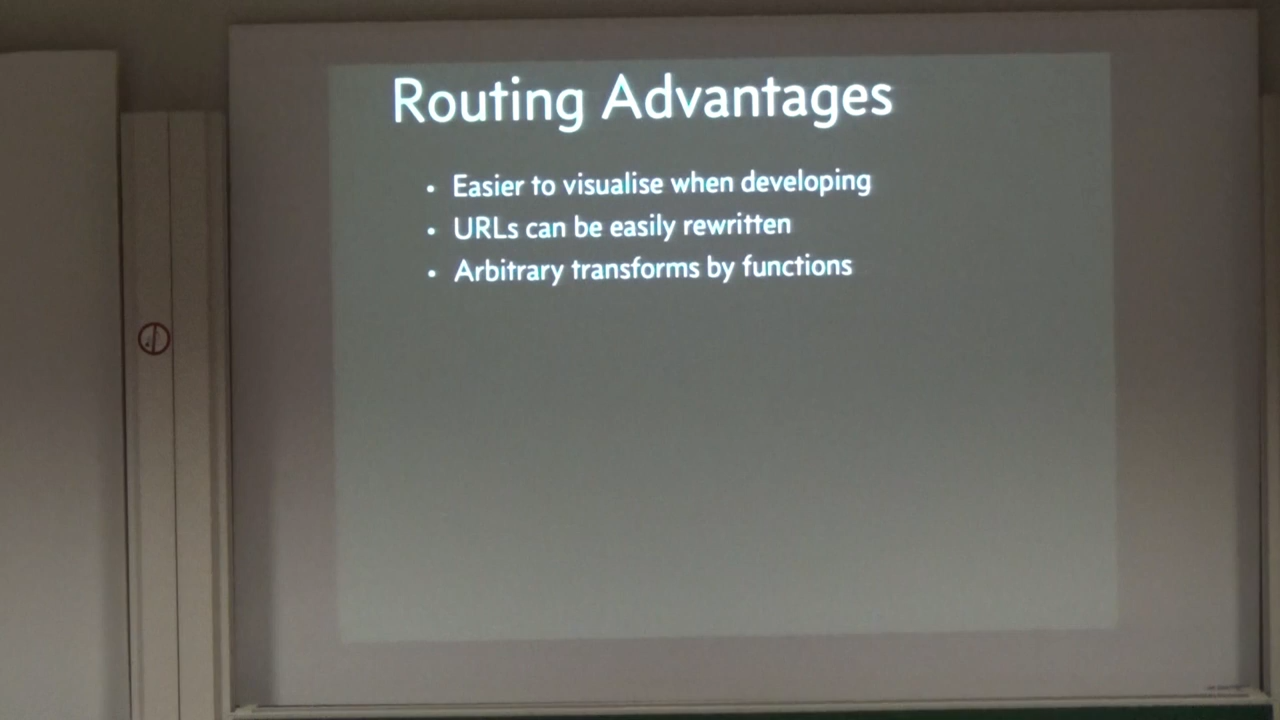 Routing Advantages
• Easier to visualise when developing
• URLs can be easily rewritten
• Arbitrary transforms by functions